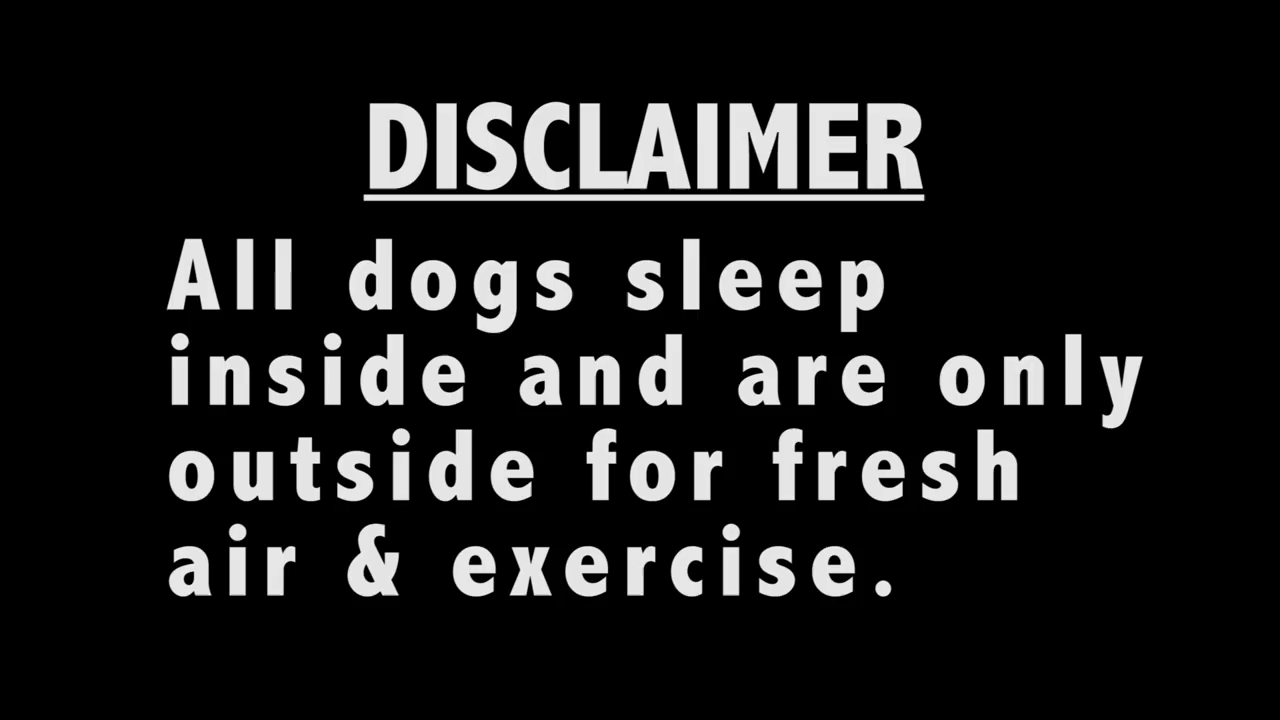 DISCLAIMER
All dogs sleep
inside and are only
outside for fresh
air & exercise.